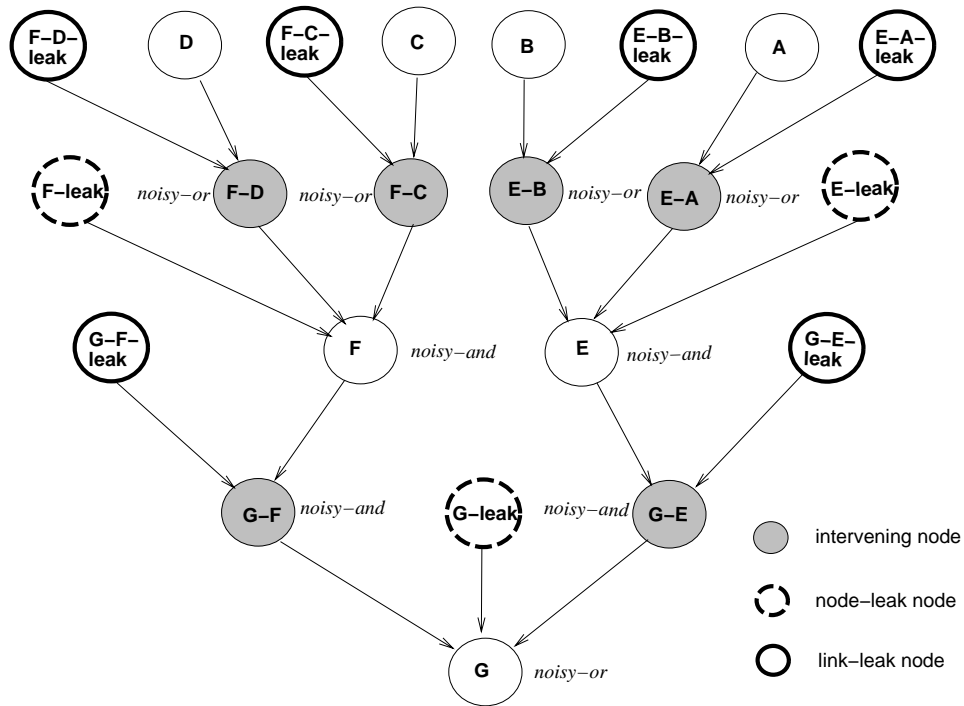 F–D–
leak
D
F–C–
leak
C
B
E–B–
leak
A
E–A–
leak
F–leak
noisy–or
F–D
noisy–or
F–C
E–B
noisy–or
E–A
noisy–or
E–leak
G–F–
leak
F
noisy–and
E
noisy–and
G–E–
leak
G–F
noisy–and
G–leak
noisy–and
G–E
intervening node
node–leak node
link–leak node
G
noisy–or